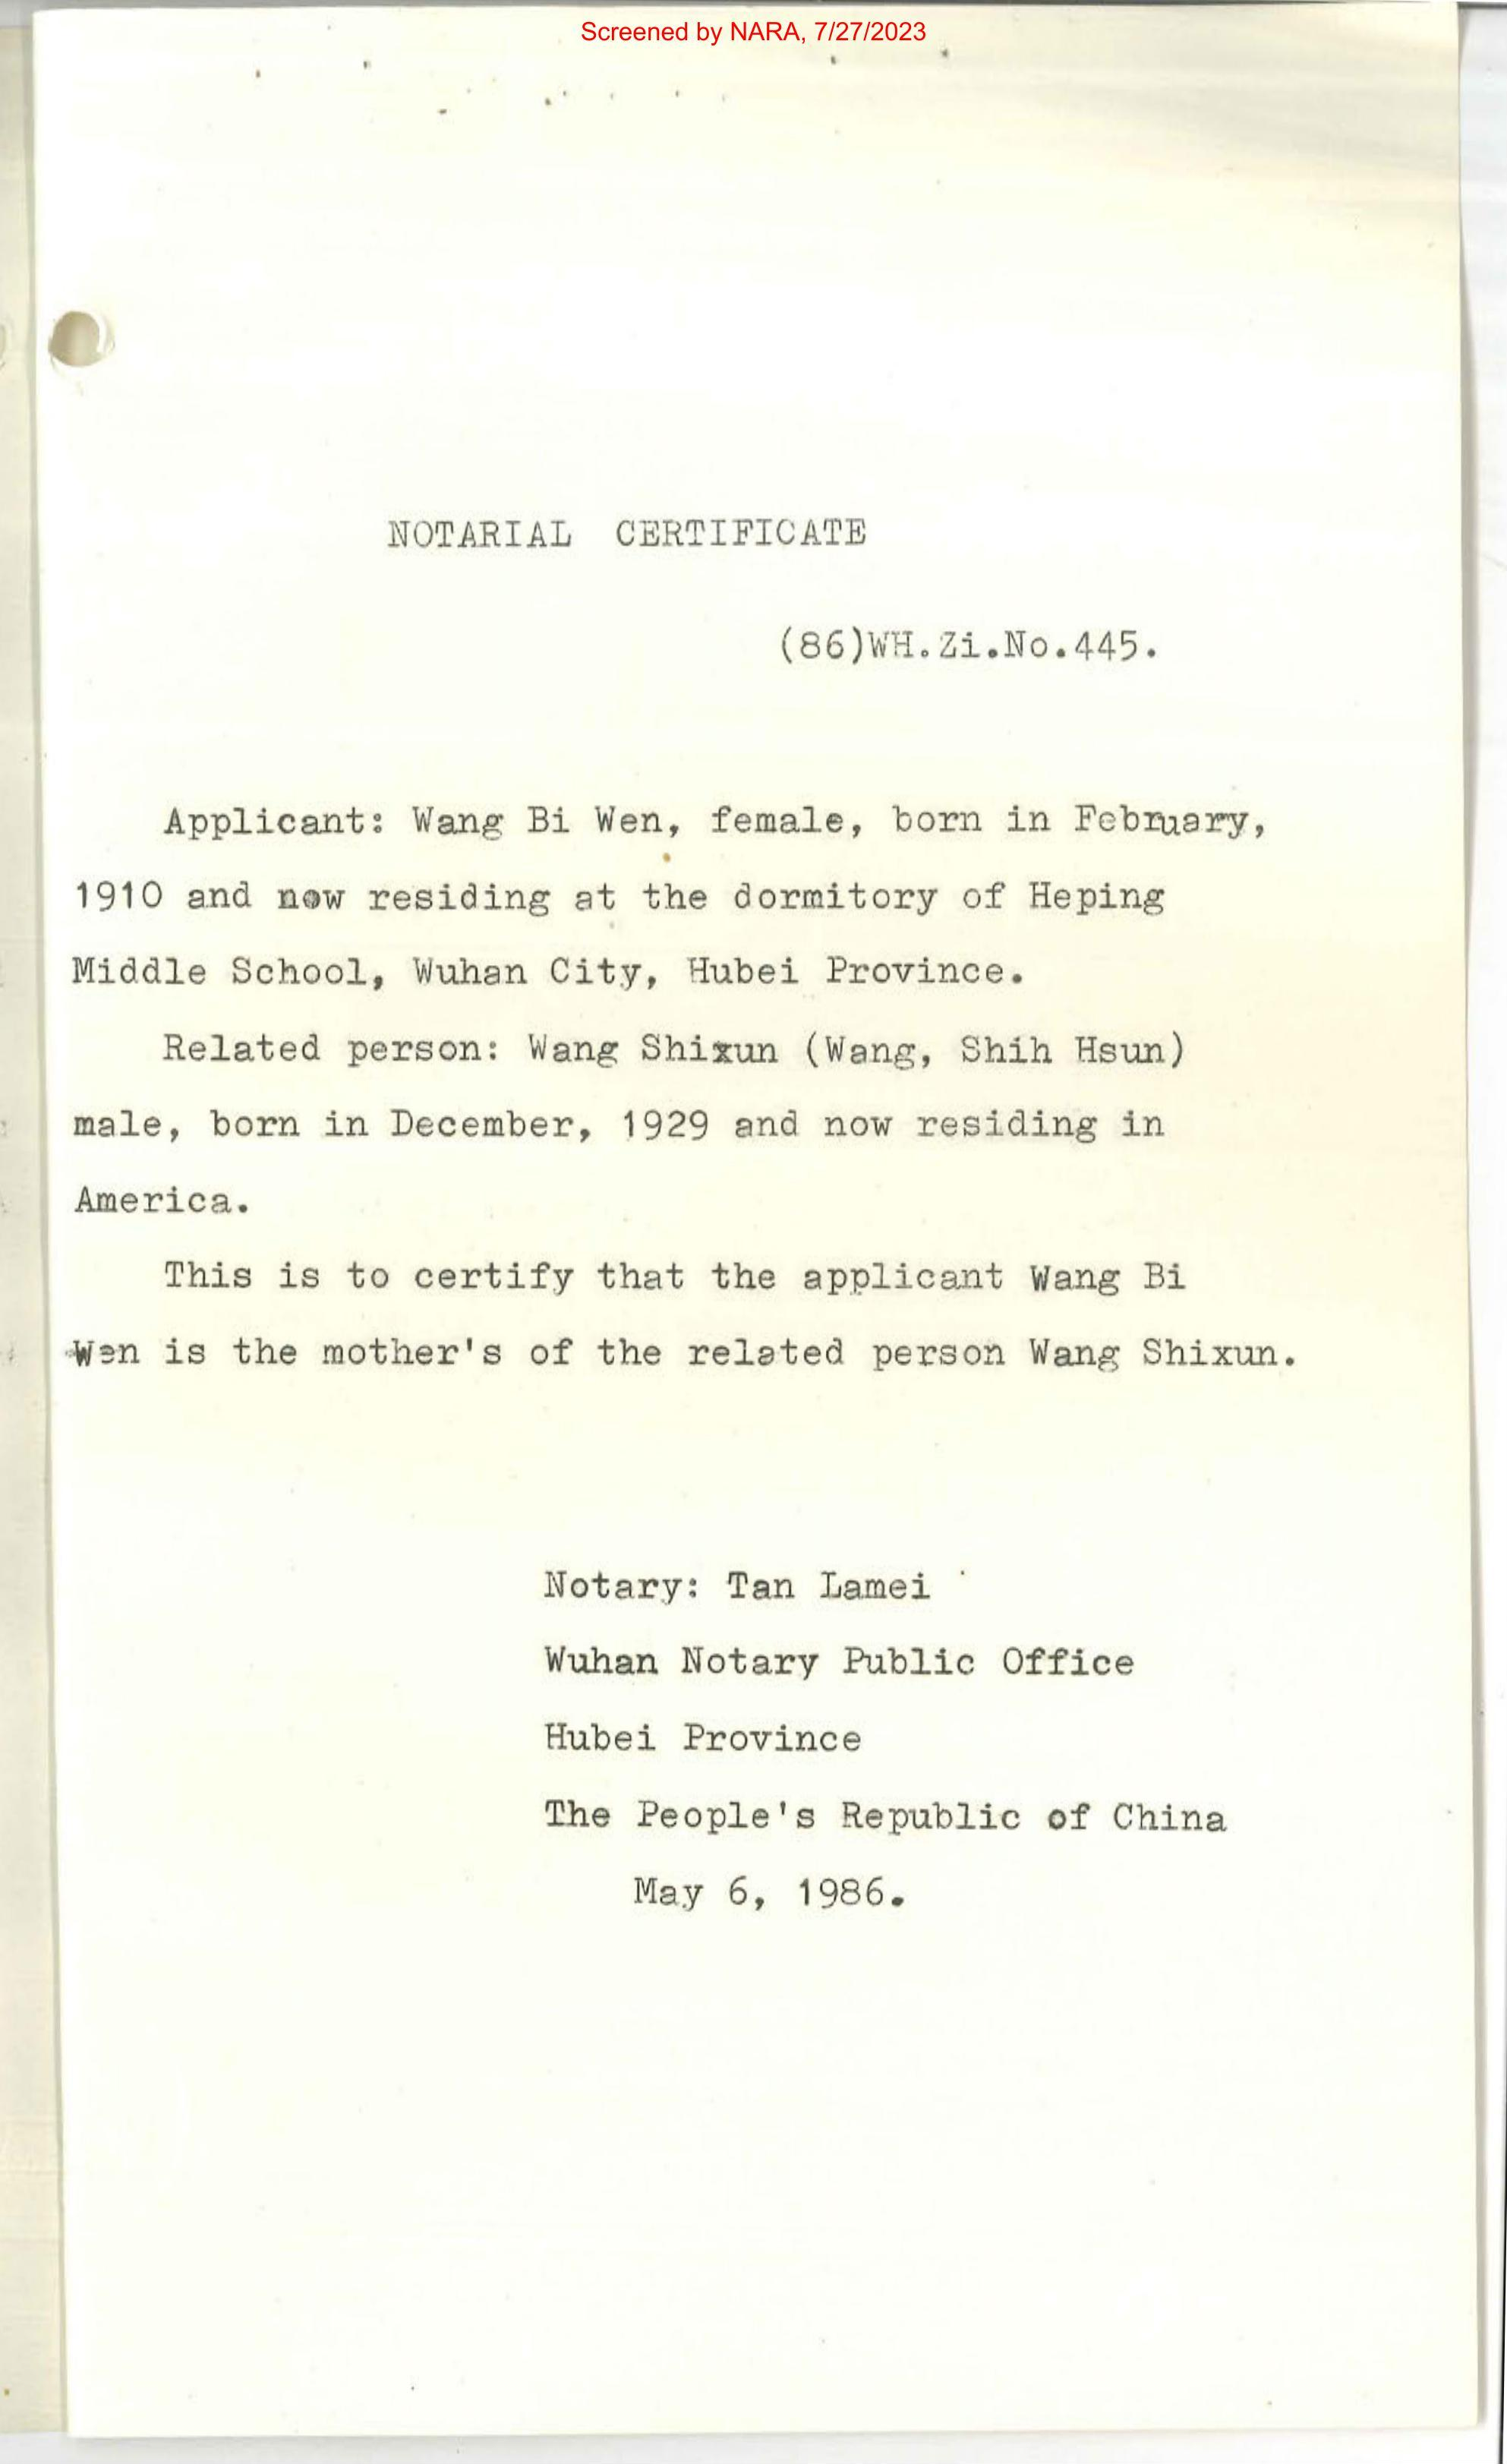 Screened by NARA, 7/27/2023
NOTARIAL CERTIFICATE
(86)WH.Zi.No.445.
Applicant: Wang Bi Wen, female, born in February,
1910 and now residing at the dormitory of Heping
Middle School, Wuhan City, Hubei Province.
Related person: Wang Shixun (Wang, Shih Hsun)
male, born in December, 1929 and now residing in
America.
This is to certify that the applicant Wang Bi
Wen is the mother's of the related person Wang Shixun.
Notary: Tan Lamei
Wuhan Notary Public Office
Hubei Province
The People's Republic of China
May 6, 1986.